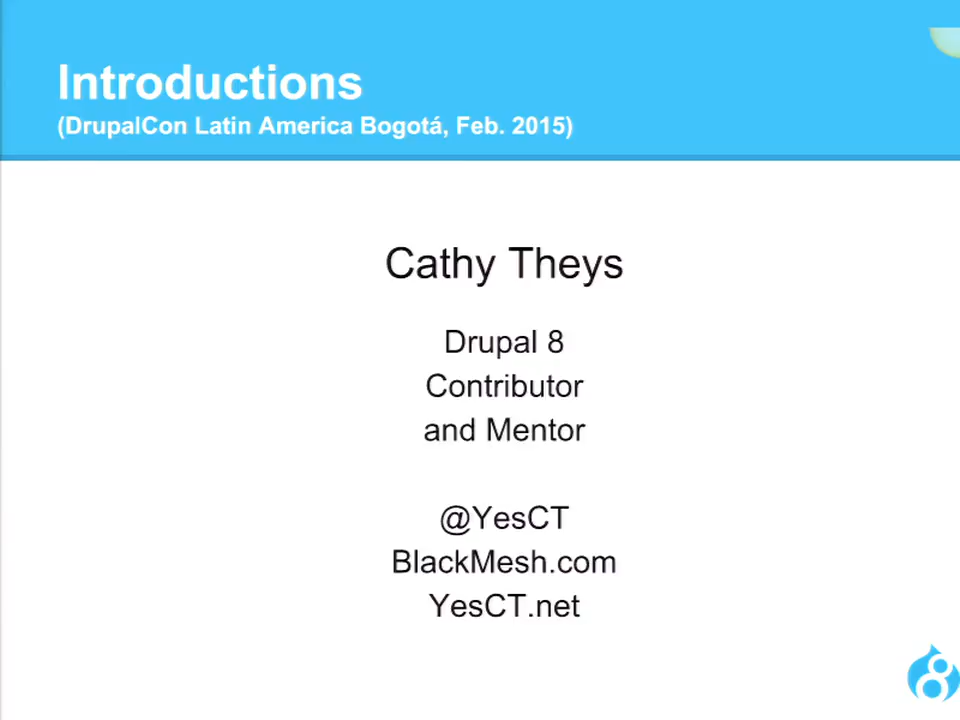 Introductions
(DrupalCon Latin America Bogotá, Feb. 2015)
Cathy Theys
Drupal 8
Contributor
and Mentor
@YesCT
BlackMesh.com
YesCT.net
8